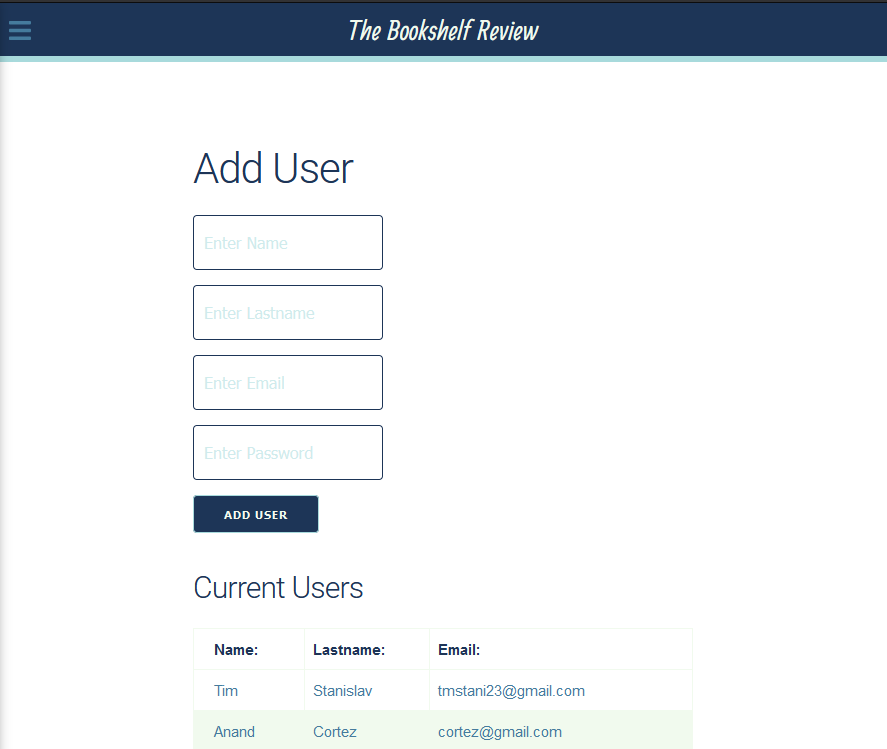 The Bookshelf Review
Add User
Enter Name
Enter Lastname
Enter Email
Enter Password
ADD USER
Current Users
Name: Lastname: Email:
Tim Stanislav tmstani23@gmail.com
Anand Cortez cortez@gmail.com